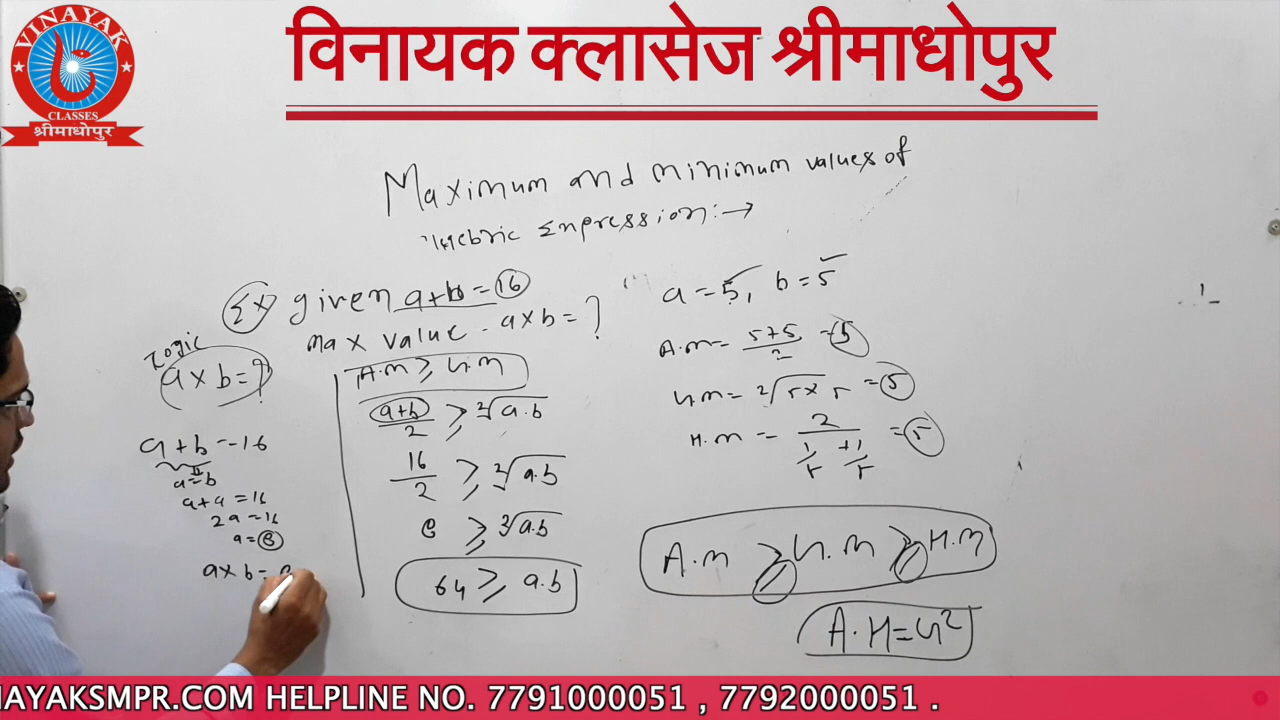 VINAYAK
CLASSES
श्रीमाधोपुर
विनायक क्लासेज श्रीमाधोपुर
Maximum and minimum values of
Expression:→
Ex given a+b = 16
max value - a×b = ?
Logic
a×b=?
a+b=16
a=b
a+a=16
2a=16
a=8
a×b=
A.m ≥ G.m
a+b/2 ≥ 2√a.b
16/2 ≥ 2√a.b
8 ≥ 2√a.b
64 ≥ a.b
a = 5, b = 5
A.m = 5+5/2 = 5
G.m = 2√5×5 = 5
H.m = 2/(1/5 + 1/5) = 5
A.m ≥ G.m ≥ H.m
A.H=G²
NAYAKSMPR.COM HELPLINE NO. 7791000051 , 7792000051 .